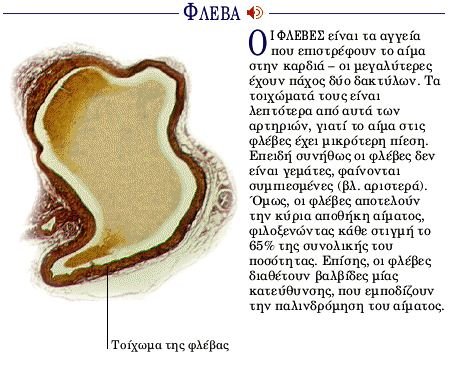 ΦΛΕΒΑ
ΟΙ ΦΛΕΒΕΣ είναι τα αγγεία
που επιστρέφουν το αίμα
στην καρδιά – οι μεγαλύτερες
έχουν πάχος δύο δακτύλων. Τα
τοιχώματά τους είναι
λεπτότερα από αυτά των
αρτηριών, γιατί το αίμα στις
φλέβες έχει μικρότερη πίεση.
Επειδή συνήθως οι φλέβες δεν
είναι γεμάτες, φαίνονται
συμπιεσμένες (βλ. αριστερά).
Όμως, οι φλέβες αποτελούν
την κύρια αποθήκη αίματος,
φιλοξενώντας κάθε στιγμή το
65% της συνολικής του
ποσότητας. Επίσης, οι φλέβες
διαθέτουν βαλβίδες μίας
κατεύθυνσης, που εμποδίζουν
την παλινδρόμηση του αίματος.
Τοίχωμα της φλέβας